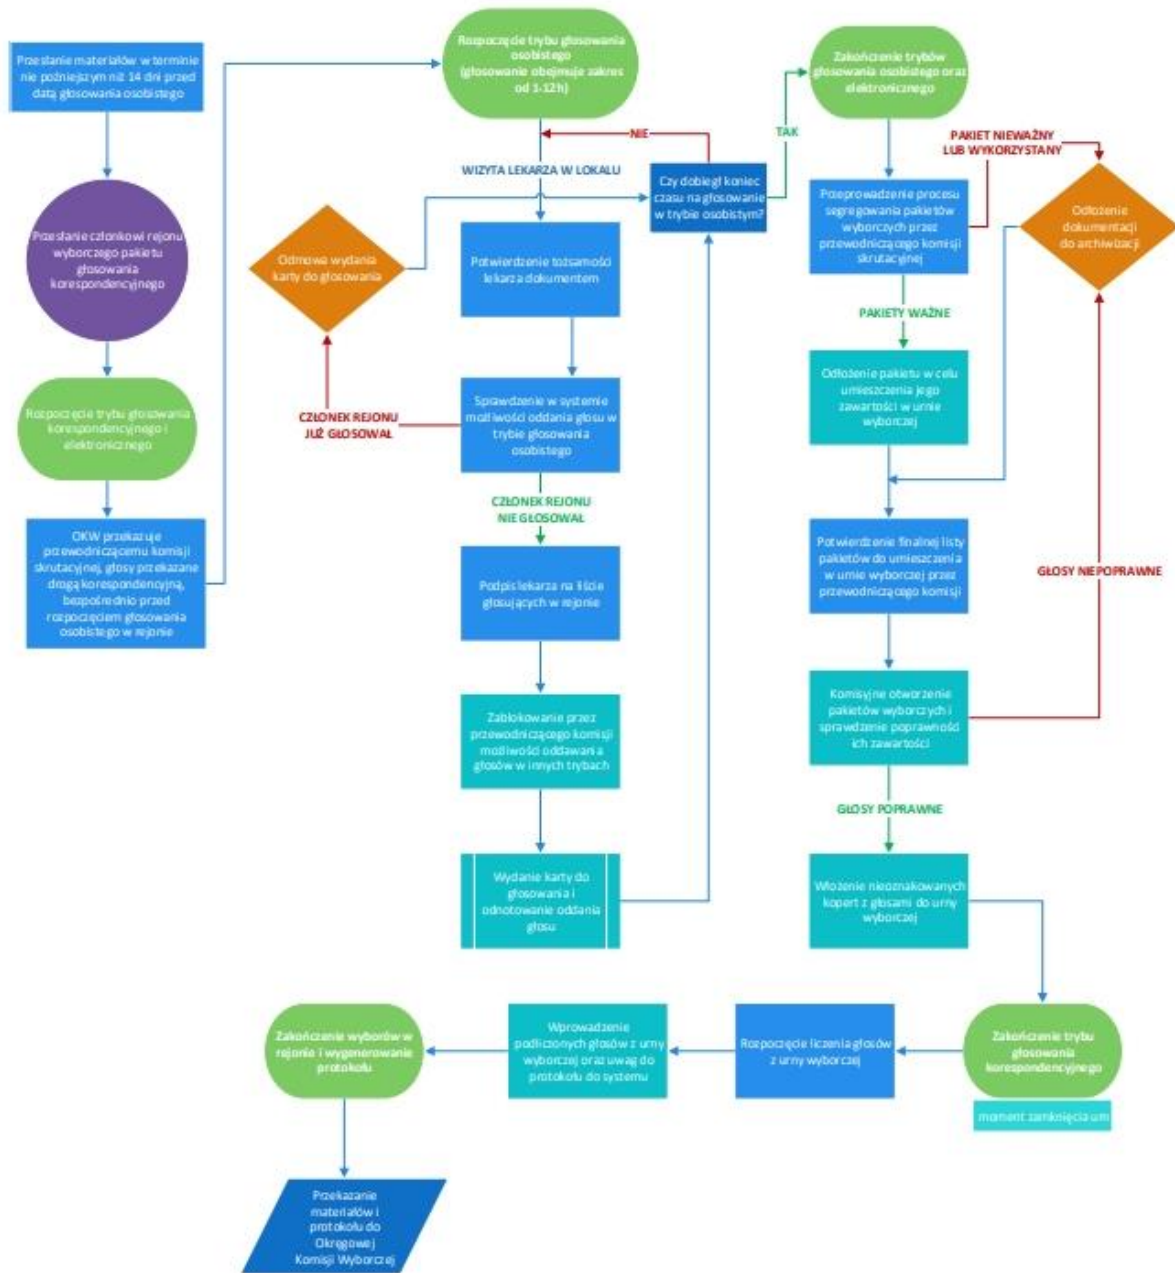 Przesłanie materiałów w terminie
nie późniejszym niż 14 dni przed
datą głosowania osobistego
Przesłanie członkowi rejonu
wyborczego pakietu
głosowania
korespondencyjnego
Rozpoczęcie trybu głosowania
korespondencyjnego i
elektronicznego
OKW przekazuje
przewodniczącemu komisji
skrutacyjnej, głosy przekazane
drogą korespondencyjną,
bezpośrednio przed
rozpoczęciem głosowania
osobistego w rejonie
Rozpoczęcie trybu głosowania
osobistego
(głosowanie obejmuje zakres
od 1-12h)
NIE
WIZYTA LEKARZA W LOKALU
Czy dobiegł koniec
czasu na głosowanie
w trybie osobistym?
TAK
Odmowa wydania
karty do głosowania
Potwierdzenie tożsamości
lekarza dokumentem
CZŁONEK REJONU
JUŻ GŁOSOWAŁ
Sprawdzenie w systemie
możliwości oddania głosu w
trybie głosowania
osobistego
CZŁONEK REJONU
NIE GŁOSOWAŁ
Podpis lekarza na liście
głosujących w rejonie
Zablokowanie przez
przewodniczącego komisji
możliwości oddawania
głosów w innych trybach
Wydanie karty do
głosowania i
odnotowanie oddania
głosu
Zakończenie trybów
głosowania osobistego oraz
elektronicznego
PAKIET NIEWAŻNY
LUB WYKORZYSTANY
Przeprowadzenie procesu
segregowania pakietów
wyborczych przez
przewodniczącego komisji
skrutacyjnej
Odłożenie
dokumentacji
do archiwizacji
PAKIETY WAŻNE
Odłożenie pakietu w celu
umieszczenia jego
zawartości w urnie
wyborczej
Potwierdzenie finalnej listy
pakietów do umieszczenia
w urnie wyborczej przez
przewodniczącego komisji
GŁOSY NIEPOPRAWNE
Komisyjne otworzenie
pakietów wyborczych i
sprawdzenie poprawności
ich zawartości
GŁOSY POPRAWNE
Włożenie nieoznakowanych
kopert z głosami do urny
wyborczej
Zakończenie trybu
głosowania
korespondencyjnego
moment zamknięcia urn
Rozpoczęcie liczenia głosów
z urny wyborczej
Wprowadzenie
podliczonych głosów z urny
wyborczej oraz uwag do
protokołu do systemu
Zakończenie wyborów w
rejonie i wygenerowanie
protokołu
Przekazanie
materiałów i
protokołu do
Okręgowej
Komisji Wyborczej